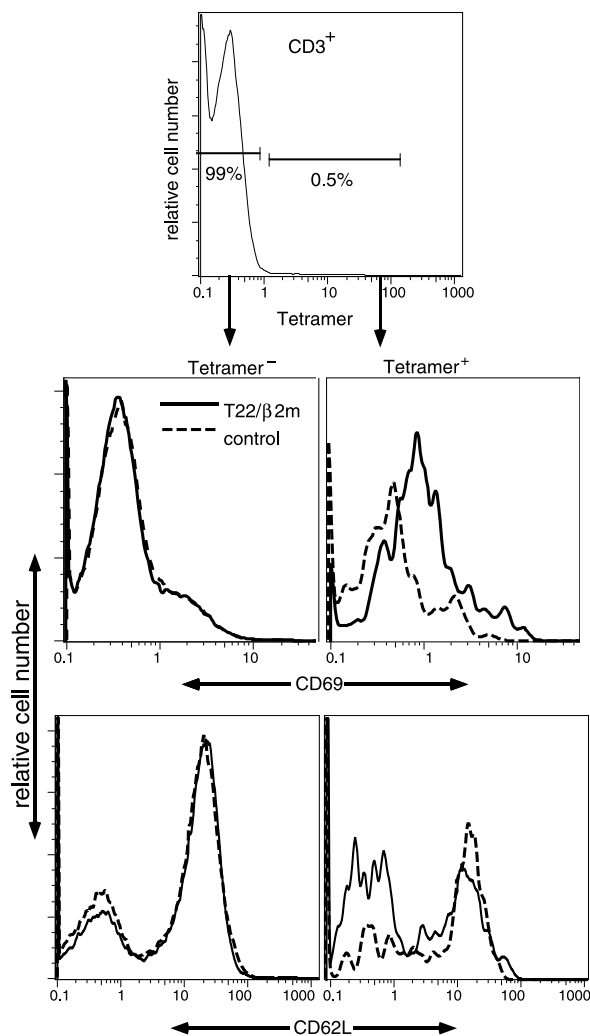 CD3+
relative cell number
99%
0.5%
0.1 1 10 100 1000
Tetramer
Tetramer− Tetramer+
T22/β2m
control
0.1 1 10
0.1 1 10
CD69
relative cell number
0.1 1 10 100 1000
0.1 1 10 100 1000
CD62L